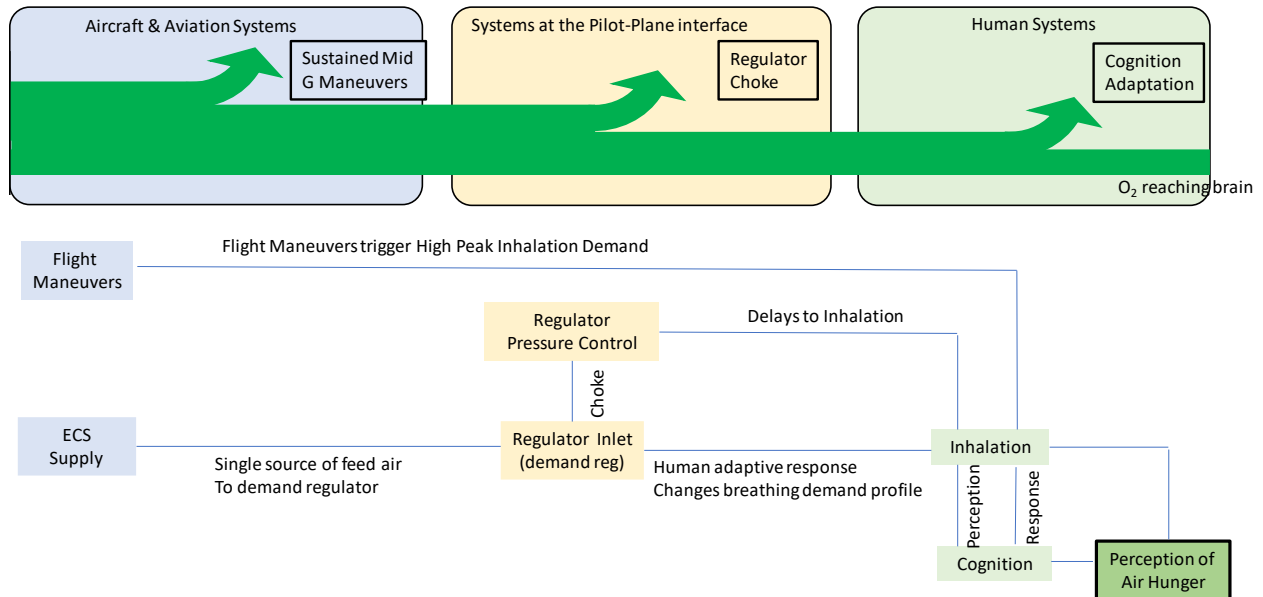 Aircraft & Aviation Systems
Sustained Mid
G Maneuvers
Systems at the Pilot-Plane interface
Regulator
Choke
Human Systems
Cognition
Adaptation
O₂ reaching brain
Flight Maneuvers trigger High Peak Inhalation Demand
Flight
Maneuvers
Regulator
Pressure Control
Delays to Inhalation
Choke
ECS
Supply
Single source of feed air
To demand regulator
Regulator Inlet
(demand reg)
Human adaptive response
Changes breathing demand profile
Inhalation
Perception
Response
Cognition
Perception of
Air Hunger